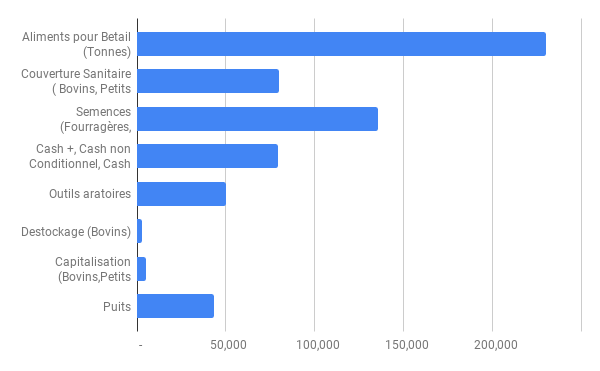 Aliments pour Betail
(Tonnes)
Couverture Sanitaire
( Bovins, Petits
Semences
(Fourragères,
Cash +, Cash non
Conditionnel, Cash
Outils aratoires
Destockage (Bovins)
Capitalisation
(Bovins,Petits
Puits
- 50,000 100,000 150,000 200,000